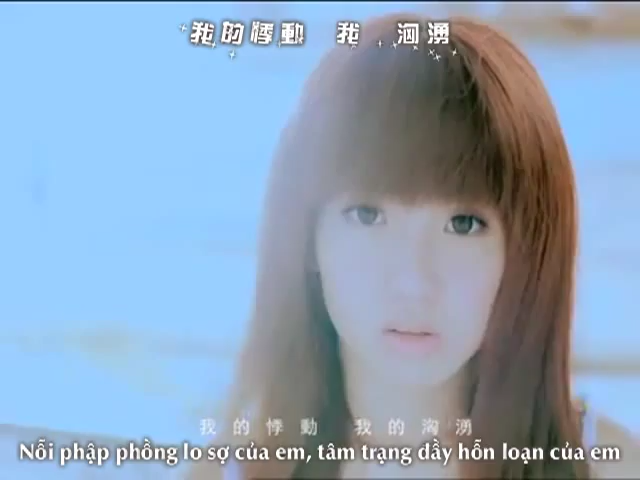 我的悸動 我 洶湧
我的悸動 我的洶湧
Nỗi phập phồng lo sợ của em, tâm trạng dầy hỗn loạn của em